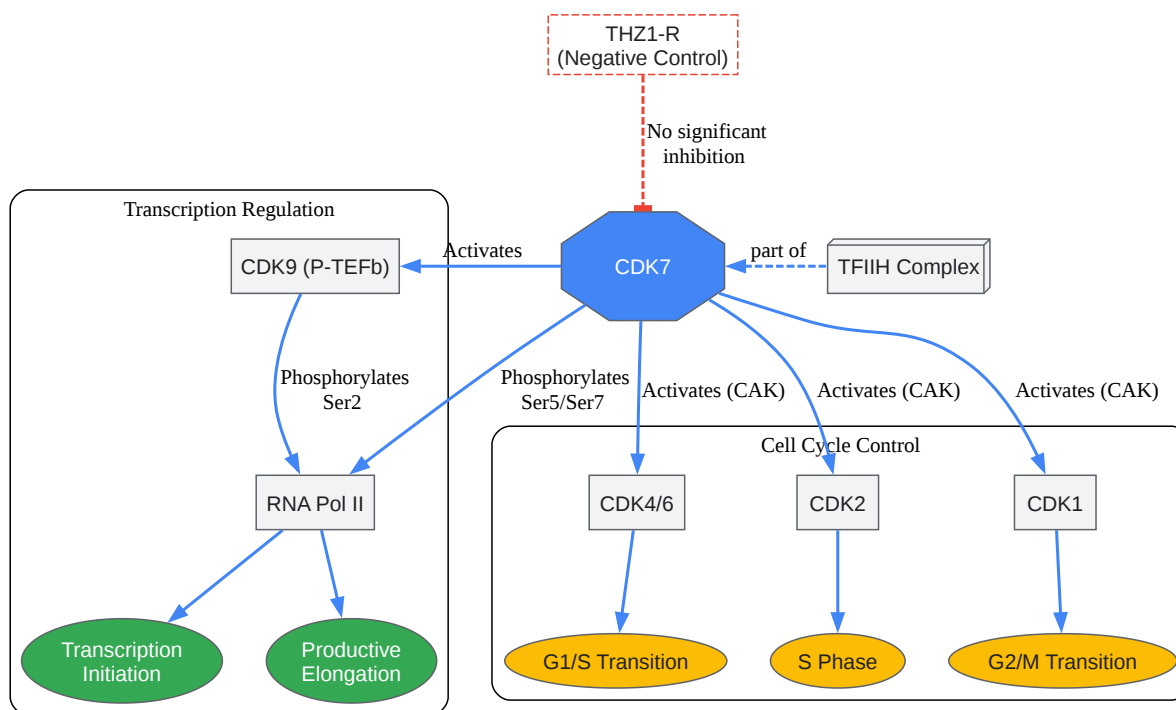 THZ1-R
(Negative Control)
No significant
inhibition
Transcription Regulation
CDK9 (P-TEFb)
Activates
CDK7
part of
TFIIH Complex
Phosphorylates
Ser2
Phosphorylates
Ser5/Ser7
Activates (CAK)
Activates (CAK)
Activates (CAK)
Cell Cycle Control
RNA Pol II
CDK4/6
CDK2
CDK1
Transcription
Initiation
Productive
Elongation
G1/S Transition
S Phase
G2/M Transition